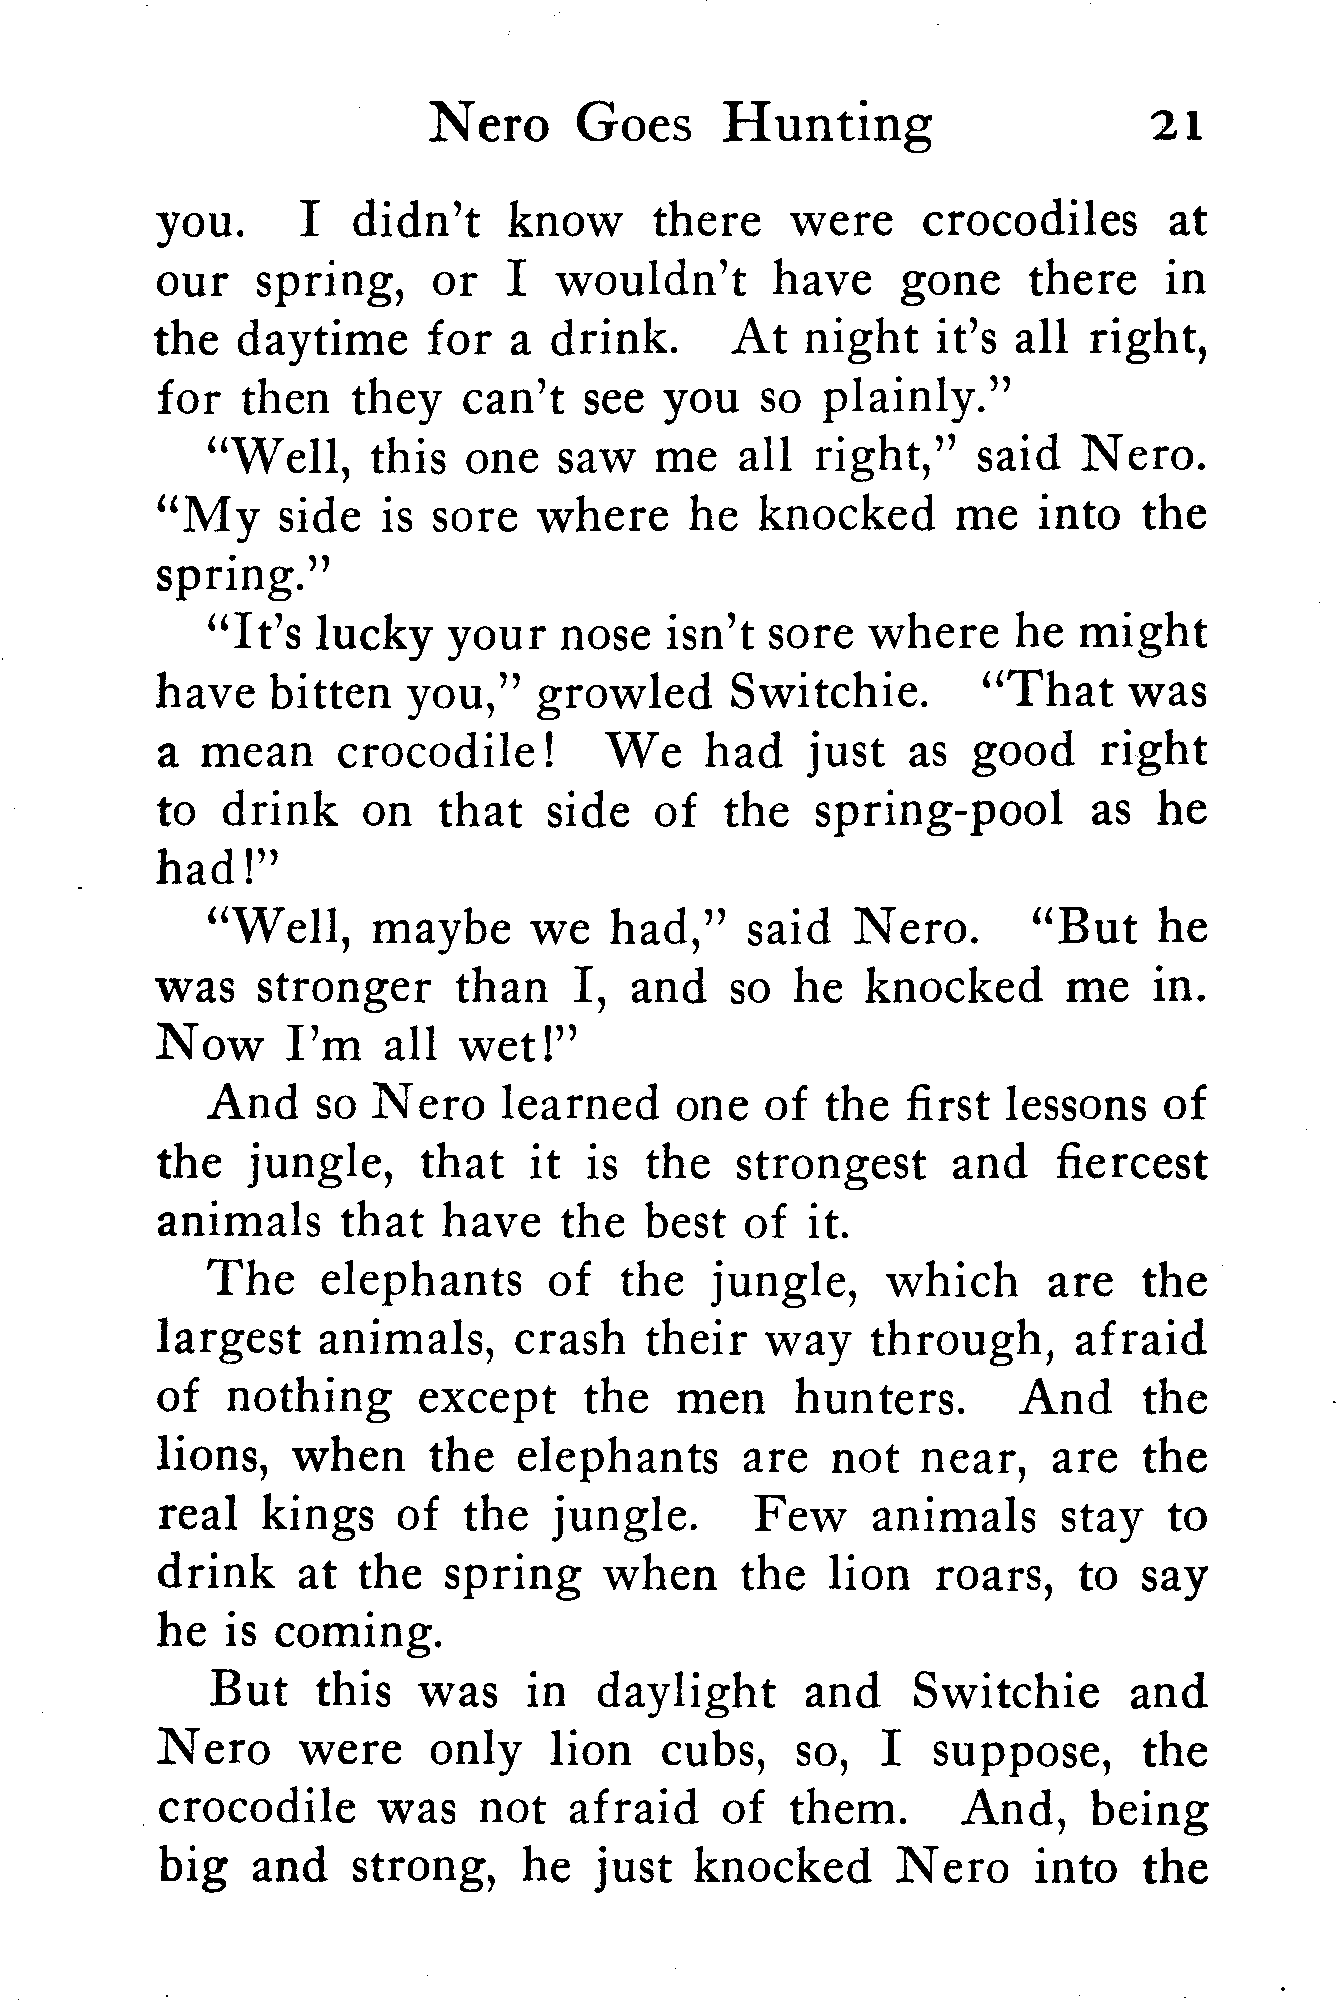 Nero Goes Hunting 21
you. I didn't know there were crocodiles at
our spring, or I wouldn't have gone there in
the daytime for a drink. At night it's all right,
for then they can't see you so plainly.”
“Well, this one saw me all right,” said Nero.
“My side is sore where he knocked me into the
spring.”
“It's lucky your nose isn't sore where he might
have bitten you,” growled Switchie. “That was
a mean crocodile! We had just as good right
to drink on that side of the spring-pool as he
had!”
“Well, maybe we had,” said Nero. “But he
was stronger than I, and so he knocked me in.
Now I'm all wet!”
And so Nero learned one of the first lessons of
the jungle, that it is the strongest and fiercest
animals that have the best of it.
The elephants of the jungle, which are the
largest animals, crash their way through, afraid
of nothing except the men hunters. And the
lions, when the elephants are not near, are the
real kings of the jungle. Few animals stay to
drink at the spring when the lion roars, to say
he is coming.
But this was in daylight and Switchie and
Nero were only lion cubs, so, I suppose, the
crocodile was not afraid of them. And, being
big and strong, he just knocked Nero into the